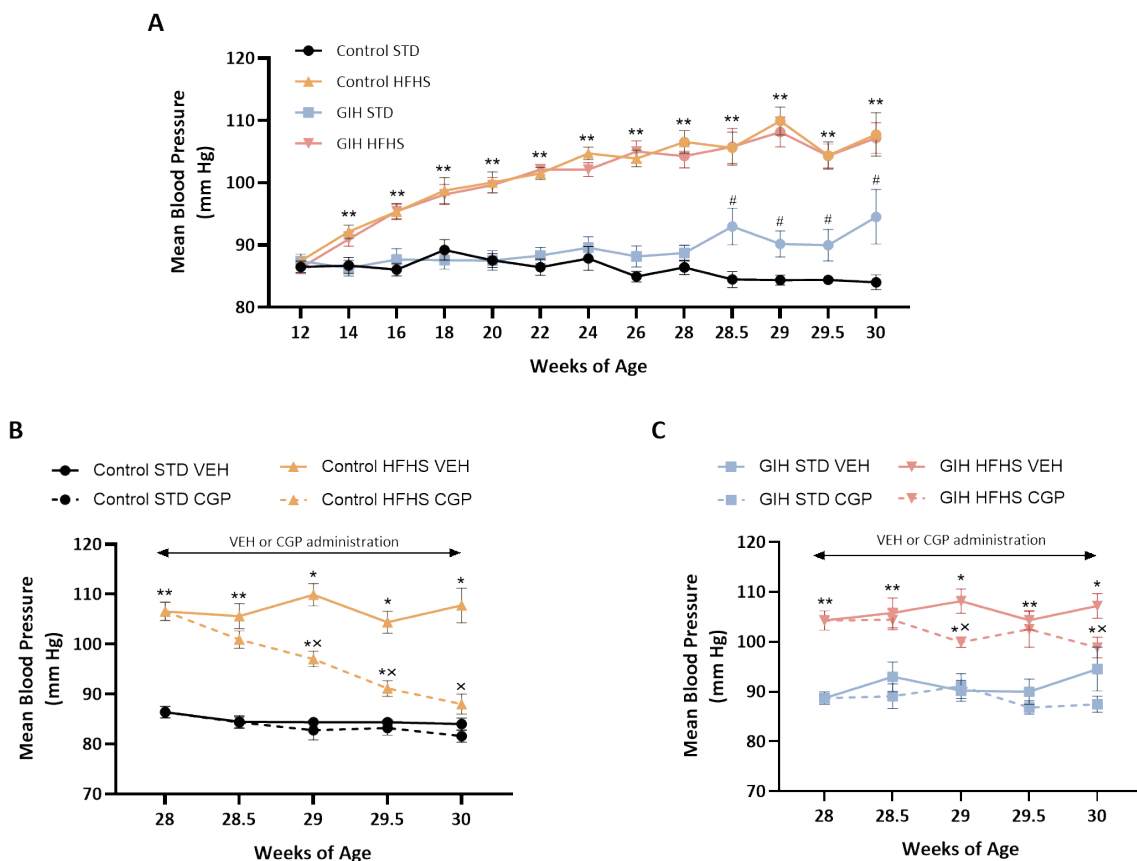 A
Control STD
Control HFHS
GIH STD
GIH HFHS
120
110
100
90
80
Mean Blood Pressure
(mm Hg)
** ** ** ** ** ** ** ** ** ** ** **
# # # #
12 14 16 18 20 22 24 26 28 28.5 29 29.5 30
Weeks of Age
B
Control STD VEH Control HFHS VEH
Control STD CGP Control HFHS CGP
VEH or CGP administration
120
110
100
90
80
70
Mean Blood Pressure
(mm Hg)
** ** * * *
*× *× ×
28 28.5 29 29.5 30
Weeks of Age
C
GIH STD VEH GIH HFHS VEH
GIH STD CGP GIH HFHS CGP
VEH or CGP administration
120
110
100
90
80
70
Mean Blood Pressure
(mm Hg)
** ** * ** *
*× *×
28 28.5 29 29.5 30
Weeks of Age